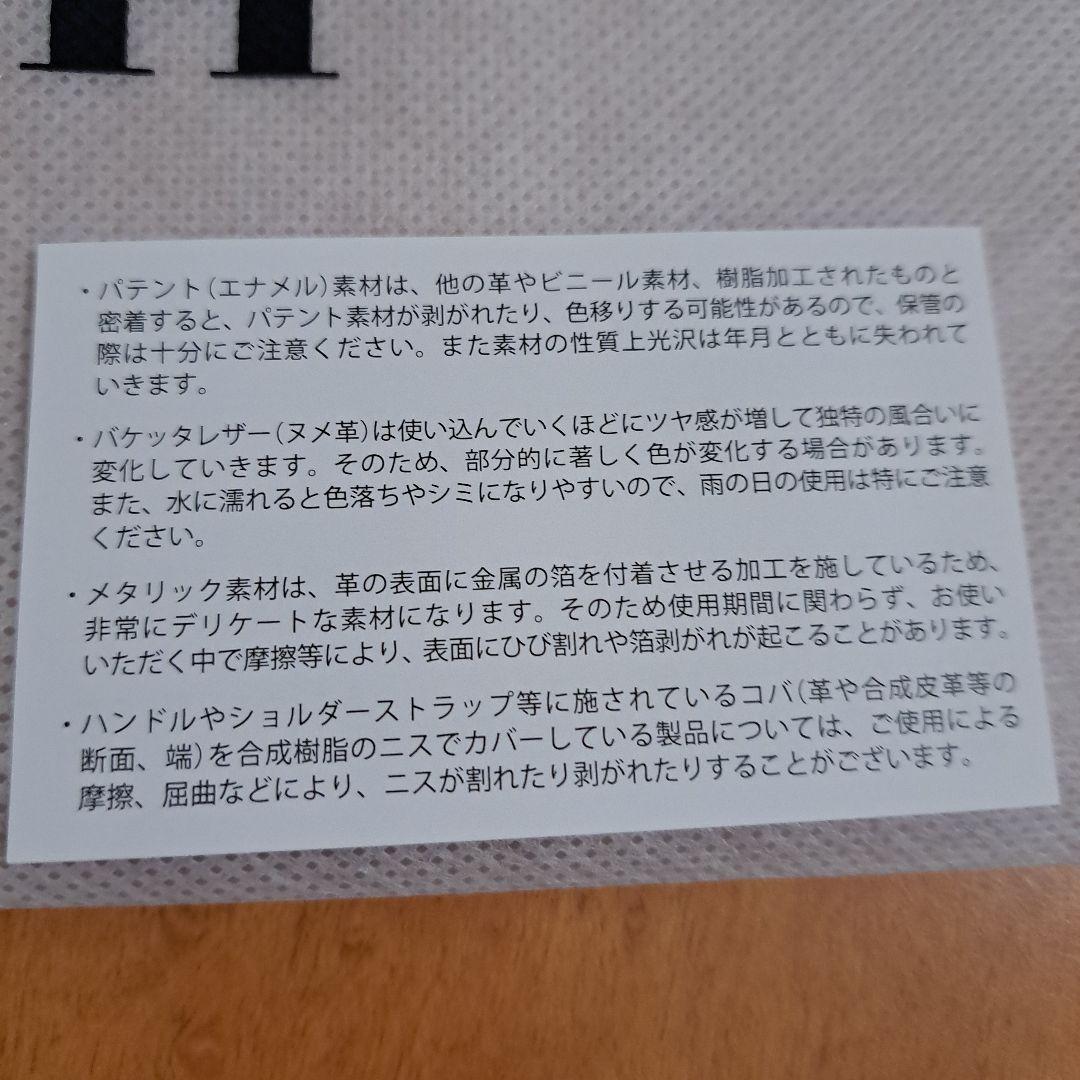 ・パテント(エナメル)素材は、他の革やビニール素材、樹脂加工されたものと
密着すると、パテント素材が剥がれたり、色移りする可能性があるので、保管の
際は十分にご注意ください。また素材の性質上光沢は年月とともに失われて
いきます。
・バケッタレザー(ヌメ革)は使い込んでいくほどにツヤ感が増して独特の風合いに
変化していきます。そのため、部分的に著しく色が変化する場合があります。
また、水に濡れると色落ちやシミになりやすいので、雨の日の使用は特にご注意
ください。
・メタリック素材は、革の表面に金属の箔を付着させる加工を施しているため、
非常にデリケートな素材になります。そのため使用期間に関わらず、お使い
いただく中で摩擦等により、表面にひび割れや箔剥がれが起こることがあります。
・ハンドルやショルダーストラップ等に施されているコバ(革や合成皮革等の
断面、端)を合成樹脂のニスでカバーしている製品については、ご使用による
摩擦、屈曲などにより、ニスが割れたり剥がれたりすることがございます。